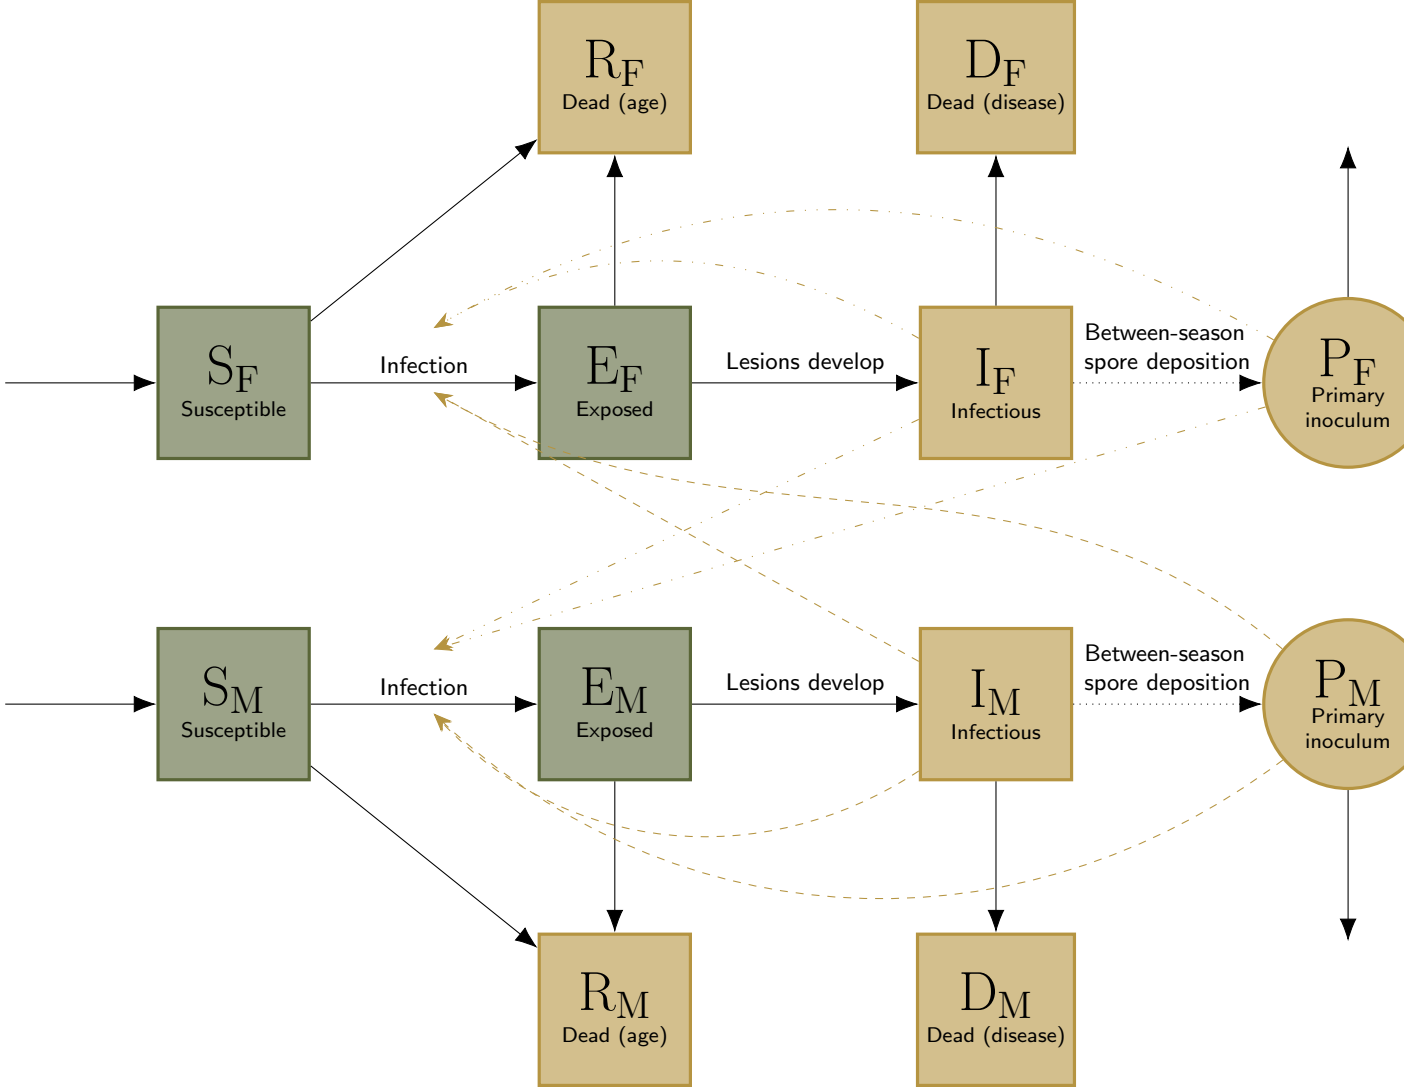 R_F
Dead (age)
D_F
Dead (disease)
S_F
Susceptible
Infection
E_F
Exposed
Lesions develop
I_F
Infectious
Between-season
spore deposition
P_F
Primary
inoculum
S_M
Susceptible
Infection
E_M
Exposed
Lesions develop
I_M
Infectious
Between-season
spore deposition
P_M
Primary
inoculum
R_M
Dead (age)
D_M
Dead (disease)